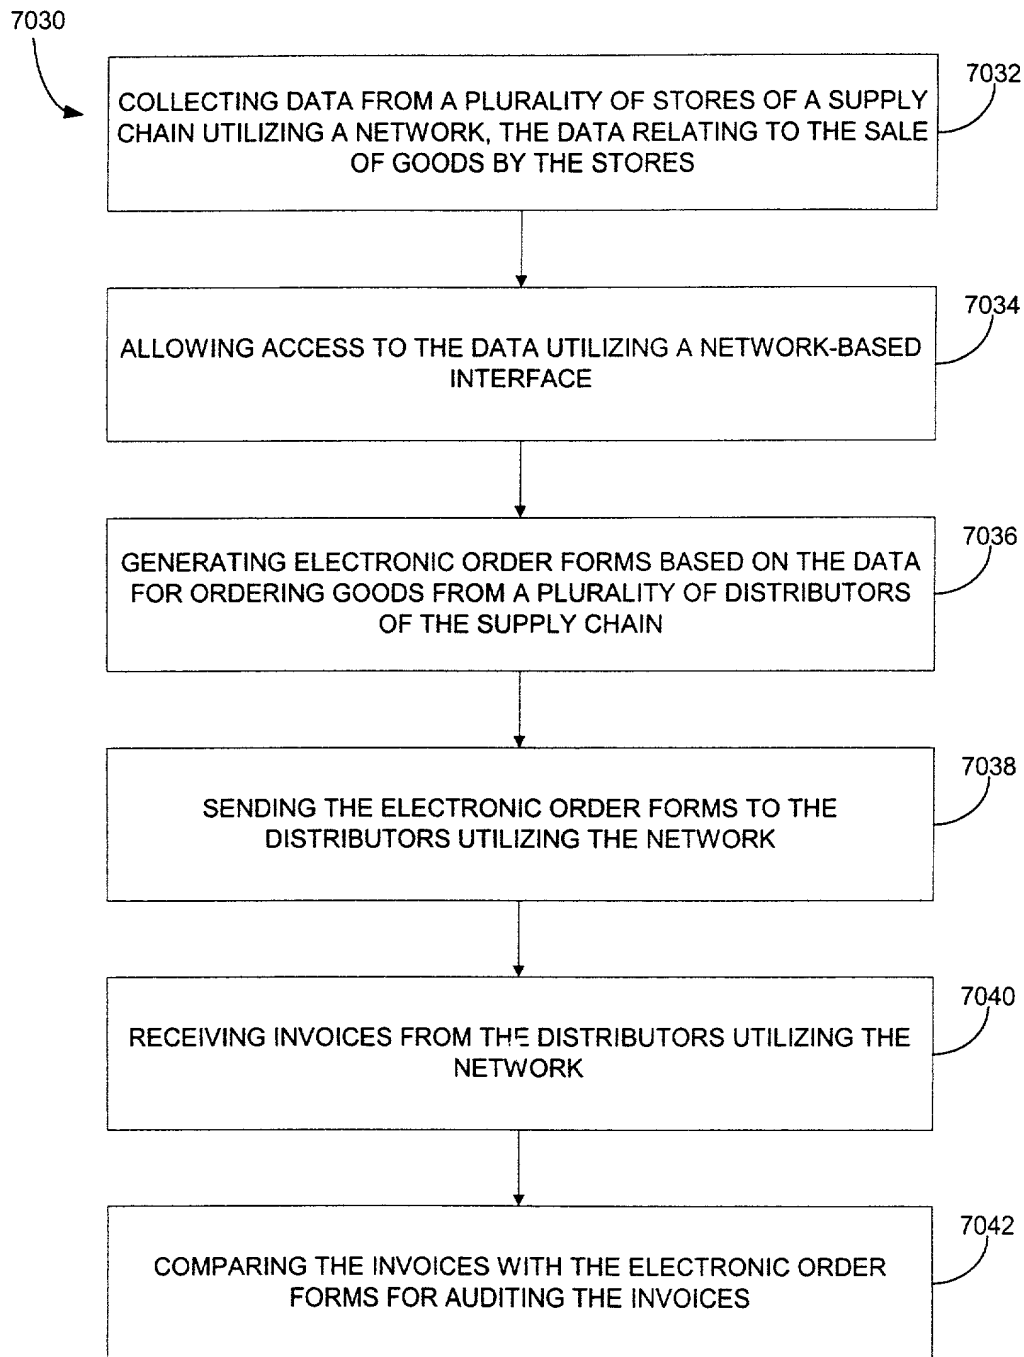 7030
7032
COLLECTING DATA FROM A PLURALITY OF STORES OF A SUPPLY
CHAIN UTILIZING A NETWORK, THE DATA RELATING TO THE SALE
OF GOODS BY THE STORES
7034
ALLOWING ACCESS TO THE DATA UTILIZING A NETWORK-BASED
INTERFACE
7036
GENERATING ELECTRONIC ORDER FORMS BASED ON THE DATA
FOR ORDERING GOODS FROM A PLURALITY OF DISTRIBUTORS
OF THE SUPPLY CHAIN
7038
SENDING THE ELECTRONIC ORDER FORMS TO THE
DISTRIBUTORS UTILIZING THE NETWORK
7040
RECEIVING INVOICES FROM THE DISTRIBUTORS UTILIZING THE
NETWORK
7042
COMPARING THE INVOICES WITH THE ELECTRONIC ORDER
FORMS FOR AUDITING THE INVOICES